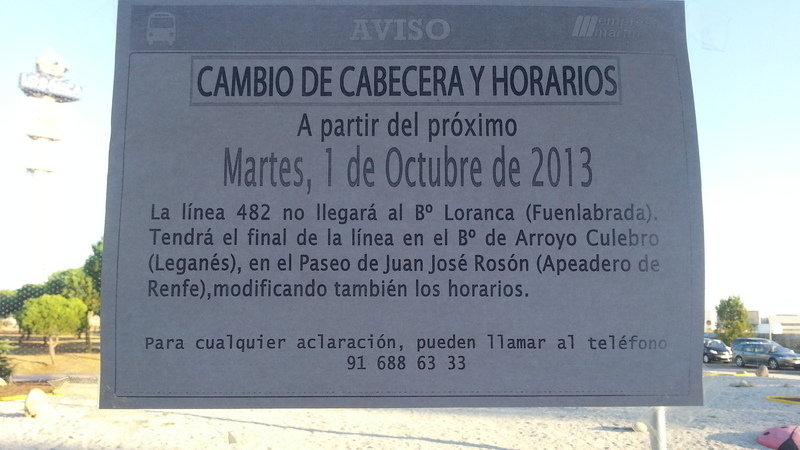 AVISO
empresa
martín
CAMBIO DE CABECERA Y HORARIOS
A partir del próximo
Martes, 1 de Octubre de 2013
La línea 482 no llegará al Bº Loranca (Fuenlabrada).
Tendrá el final de la línea en el Bº de Arroyo Culebro
(Leganés), en el Paseo de Juan José Rosón (Apeadero de
Renfe),modificando también los horarios.
Para cualquier aclaración, pueden llamar al teléfono
91 688 63 33